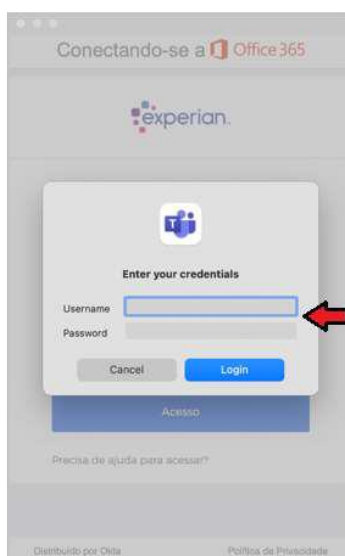 Conectando-se a Office 365
experian.
Enter your credentials
Username
Password
Cancel
Login
Acesso
Precisa de ajuda para acessar?
Distribuído por Okta
Política de Privacidade